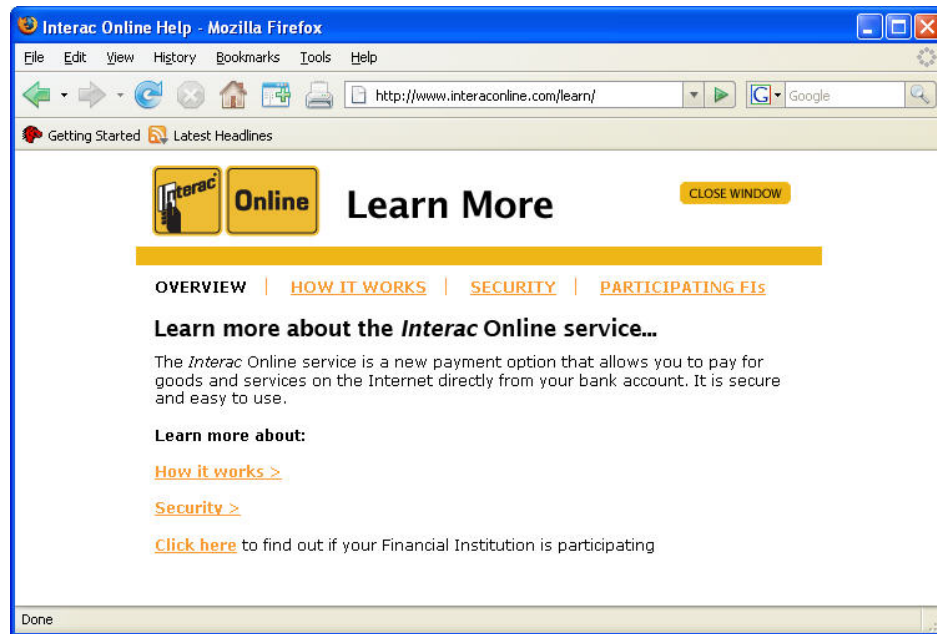 Interac Online Help - Mozilla Firefox
File Edit View History Bookmarks Tools Help
http://www.interaconline.com/learn/ G Google
Getting Started Latest Headlines
Interac Online Learn More CLOSE WINDOW
OVERVIEW | HOW IT WORKS | SECURITY | PARTICIPATING FIs
Learn more about the Interac Online service...
The Interac Online service is a new payment option that allows you to pay for
goods and services on the Internet directly from your bank account. It is secure
and easy to use.
Learn more about:
How it works >
Security >
Click here to find out if your Financial Institution is participating
Done